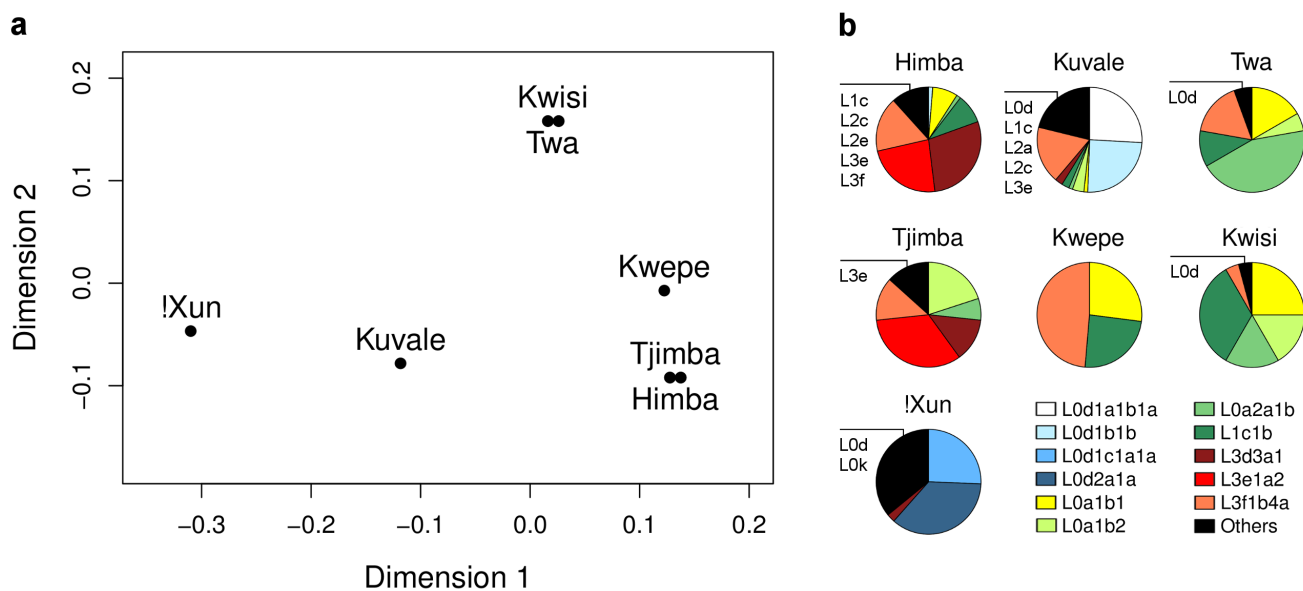 a
Kwisi
Twa
Kwepe
!Xun
Kuvale
Tjimba
Himba
0.2
0.1
0.0
−0.1
Dimension 2
−0.3
−0.2
−0.1
0.0
0.1
0.2
Dimension 1
b
Himba
L1c
L2c
L2e
L3e
L3f
Kuvale
L0d
L1c
L2a
L2c
L3e
Twa
L0d
Tjimba
L3e
Kwepe
Kwisi
L0d
!Xun
L0d
L0k
L0d1a1b1a
L0d1b1b
L0d1c1a1a
L0d2a1a
L0a1b1
L0a1b2
L0a2a1b
L1c1b
L3d3a1
L3e1a2
L3f1b4a
Others